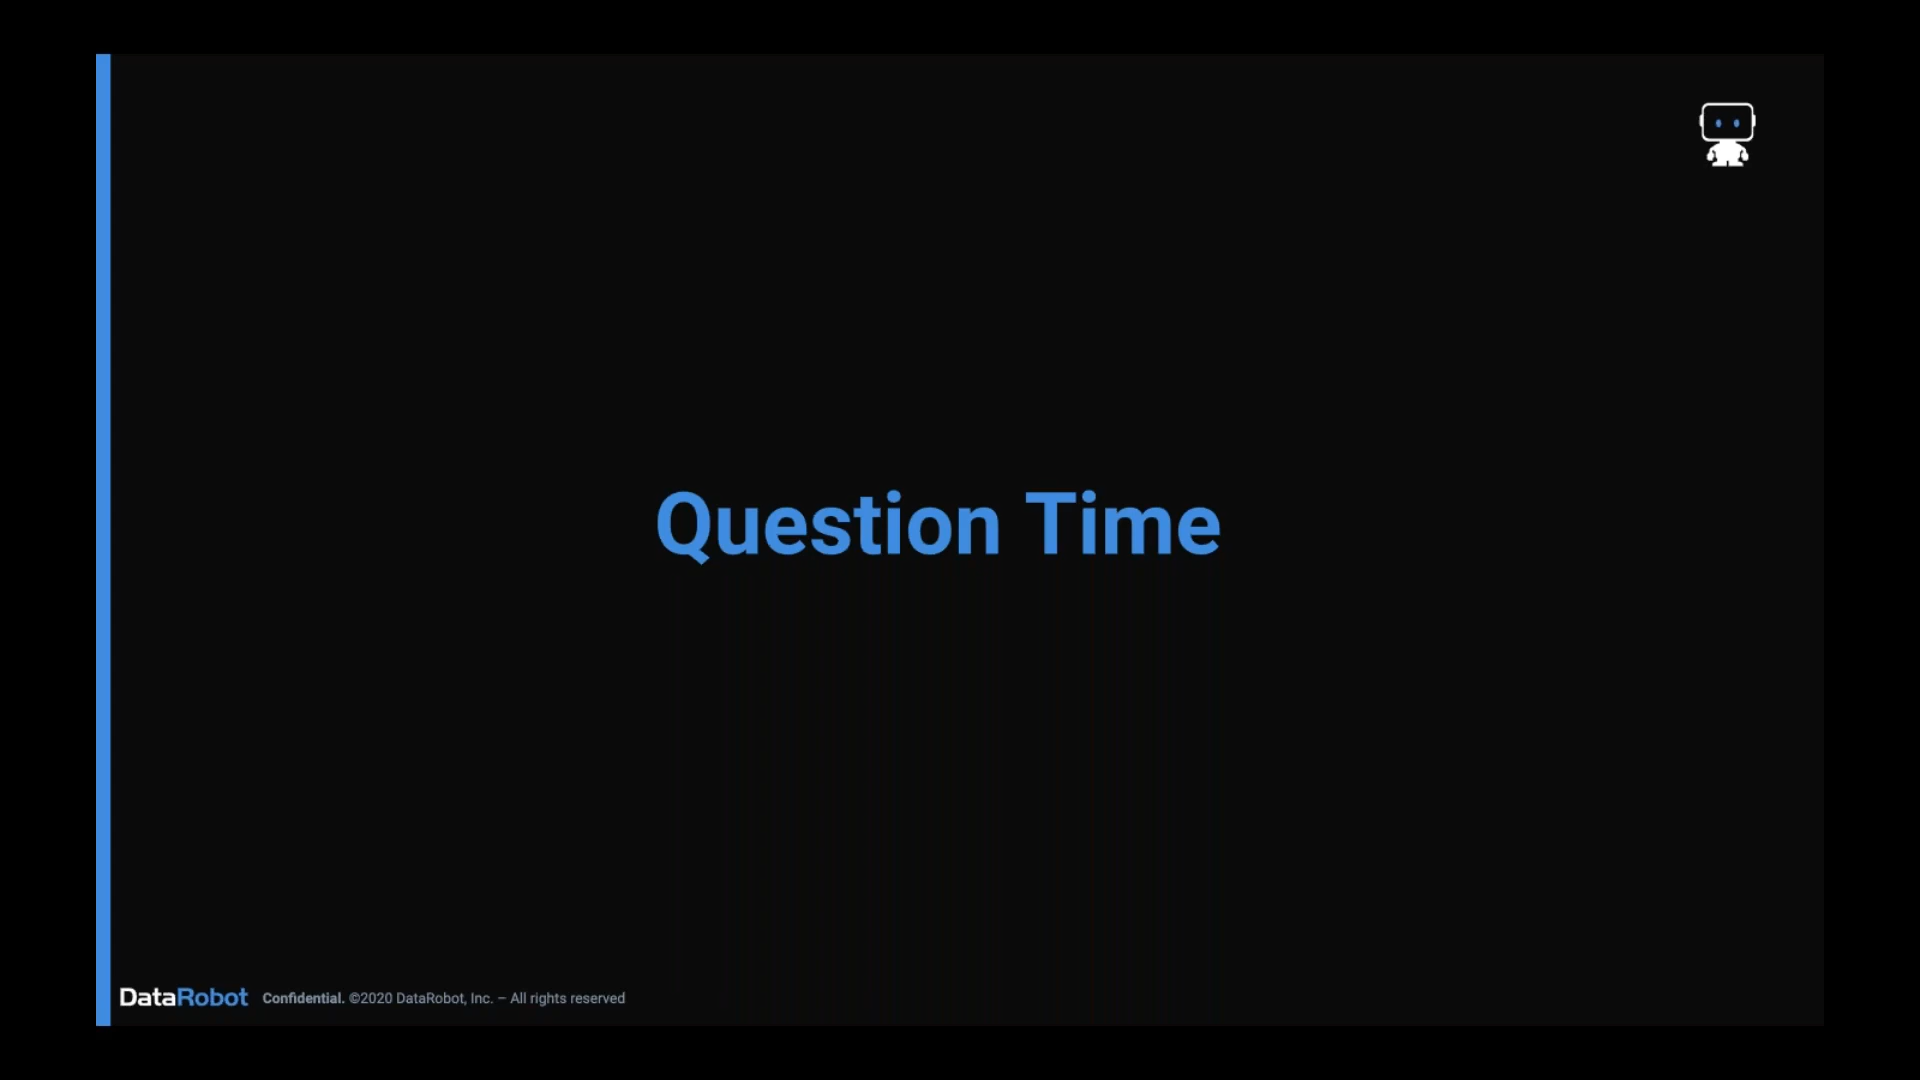 Question Time
DataRobot Confidential. ©2020 DataRobot, Inc. – All rights reserved